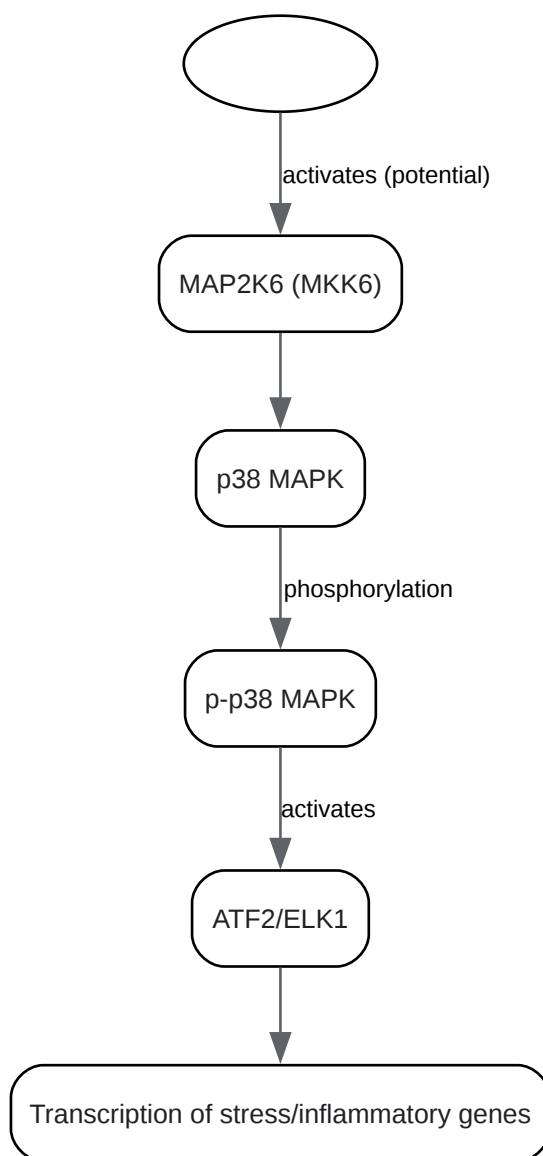 activates (potential)
MAP2K6 (MKK6)
p38 MAPK
phosphorylation
p-p38 MAPK
activates
ATF2/ELK1
Transcription of stress/inflammatory genes